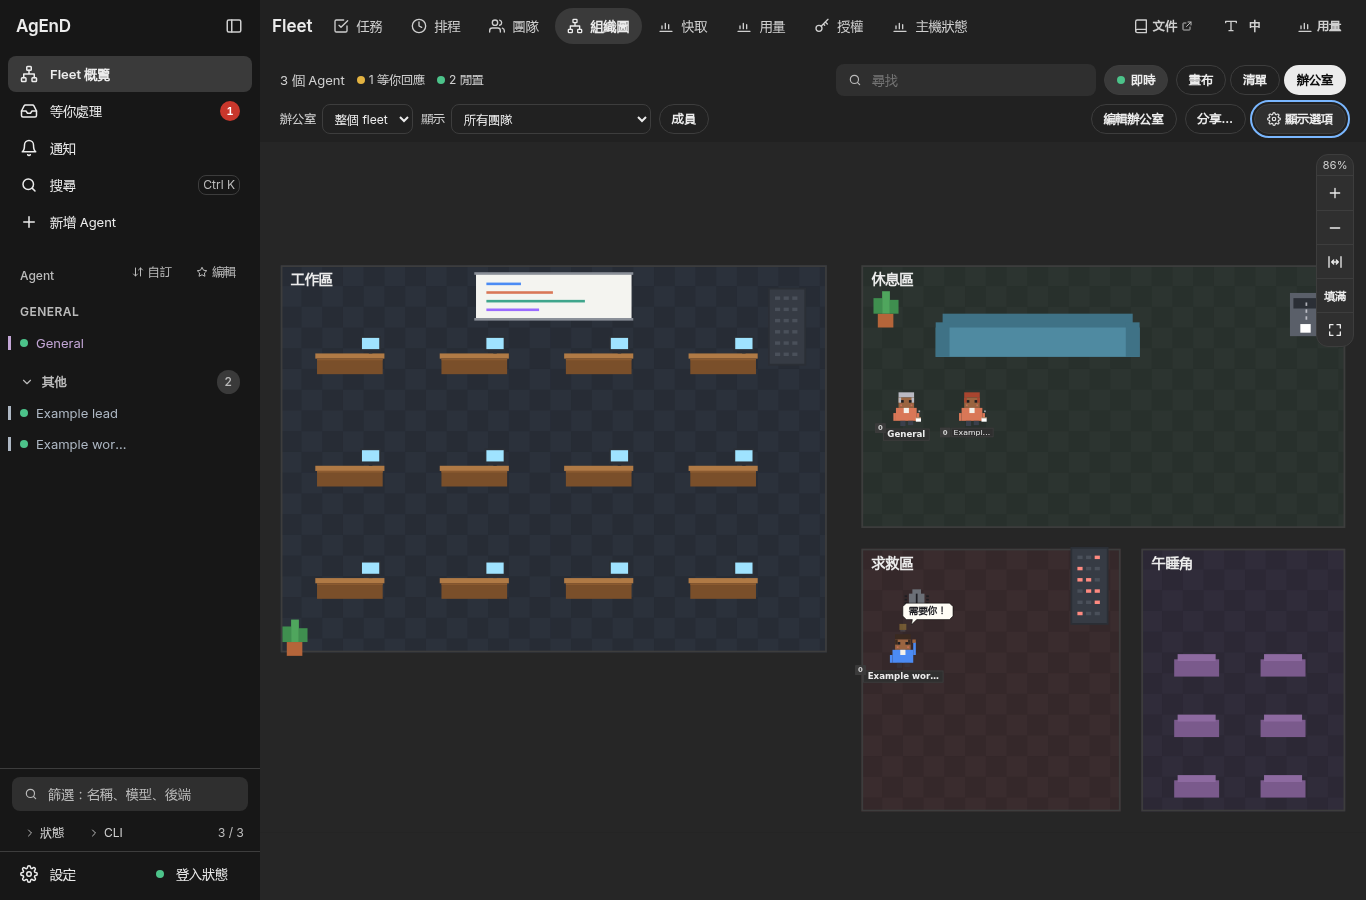 AgEnD
Fleet 概覽
等你處理 1
通知
搜尋 Ctrl K
新增 Agent
Agent 自訂 編輯
GENERAL
General
其他 2
Example lead
Example wor…
篩選：名稱、模型、後端
狀態 CLI 3 / 3
設定 登入狀態
Fleet 任務 排程 團隊 組織圖 快取 用量 授權 主機狀態 文件 中 用量
3 個 Agent 1 等你回應 2 閒置 尋找 即時 畫布 清單 辦公室
辦公室 整個 fleet 顯示 所有團隊 成員 編輯辦公室 分享… 顯示選項
86%
填滿
工作區
休息區
0 General 0 Exampl…
求救區
需要你！
0 Example wor…
午睡角